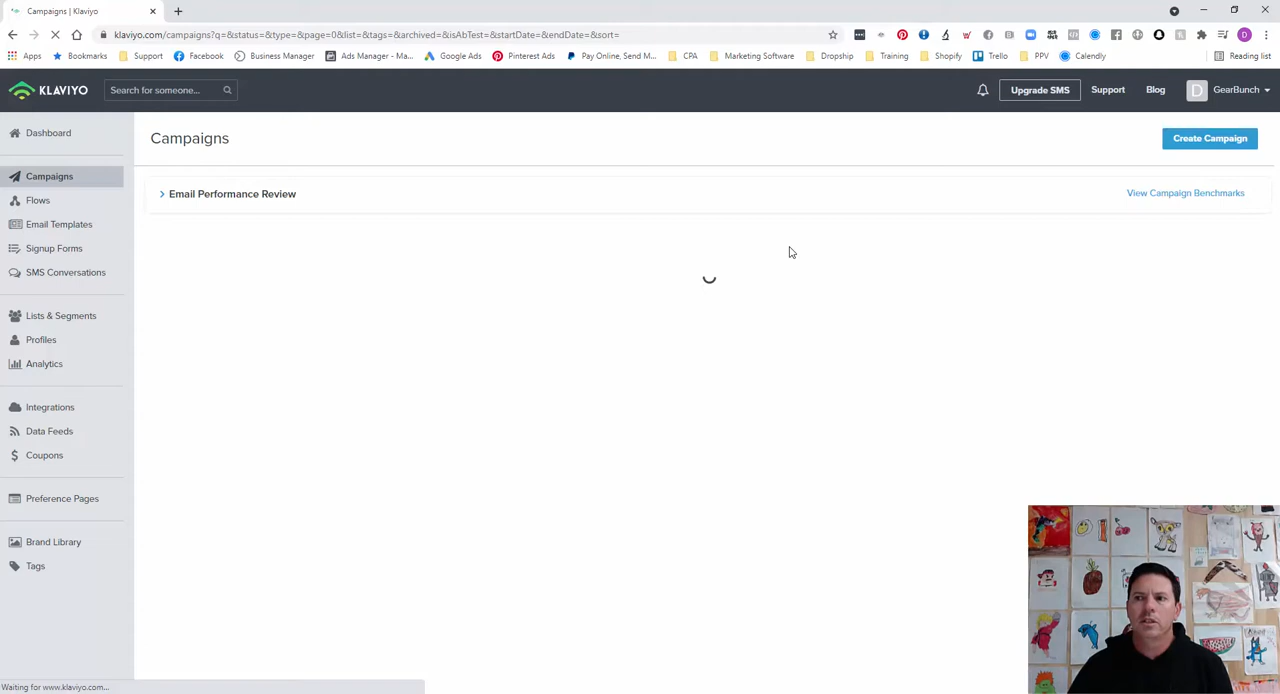 Campaigns | Klaviyo
klaviyo.com/campaigns?q=&status=&type=&page=0&list=&tags=&archived=&isAbTest=&startDate=&endDate=&sort=
Apps Bookmarks Support Facebook Business Manager Ads Manager - Ma... Google Ads Pinterest Ads Pay Online, Send M... CPA Marketing Software Dropship Training Shopify Trello PPV Calendly Reading list
KLAVIYO Search for someone... Upgrade SMS Support Blog D GearBunch
Dashboard
Campaigns
Flows
Email Templates
Signup Forms
SMS Conversations
Lists & Segments
Profiles
Analytics
Integrations
Data Feeds
Coupons
Preference Pages
Brand Library
Tags
Campaigns
Create Campaign
Email Performance Review
View Campaign Benchmarks
Waiting for www.klaviyo.com...